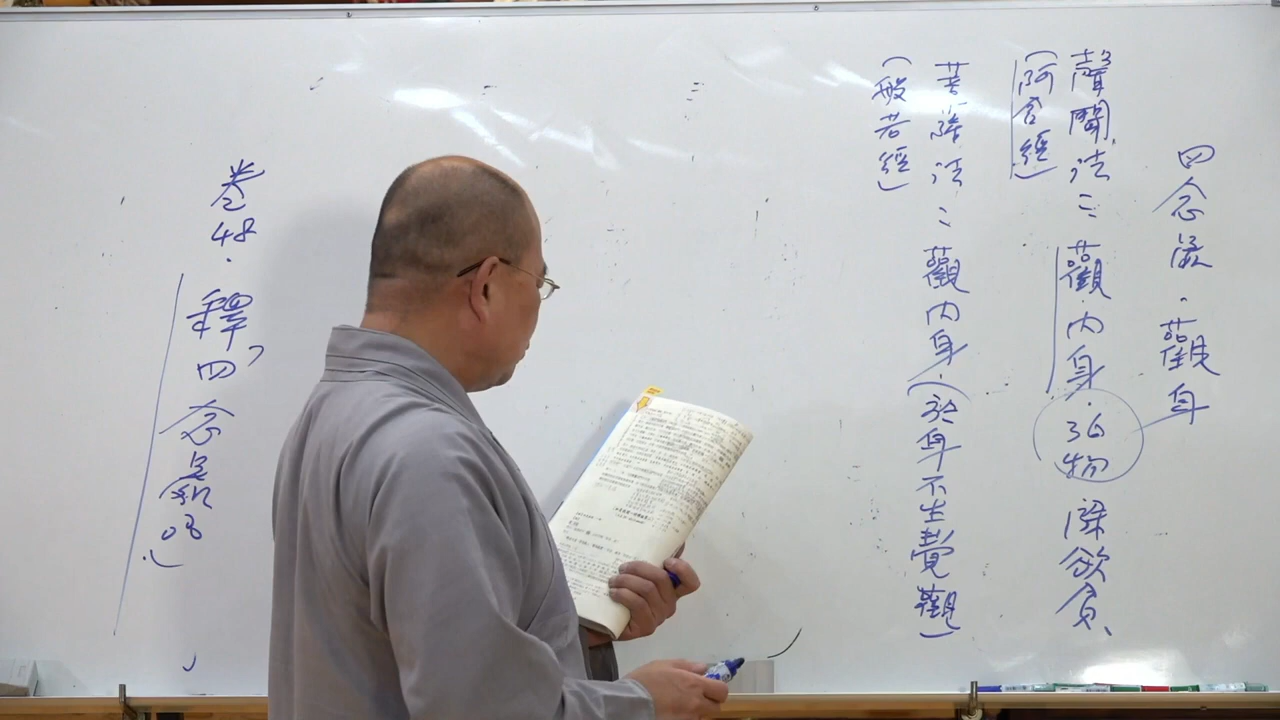 四念處.觀身
聲聞法:觀內身.36物 除欲貪、
(阿含經)
菩薩法:觀內身.(於身不生覺觀)
(般若經)
卷48.釋四念處品